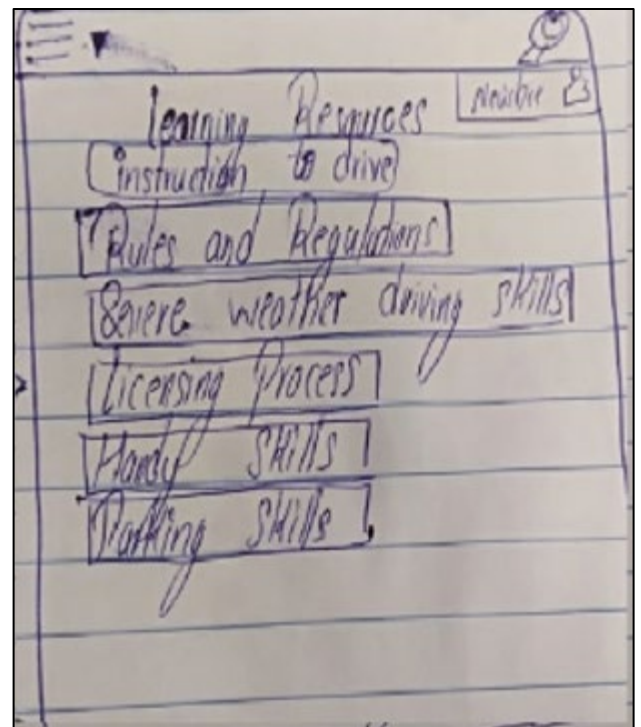 Newbie
Learning Resources
instruction to drive
Rules and Regulations
Severe weather driving skills
Licensing Process
Handy Skills
Parking Skills